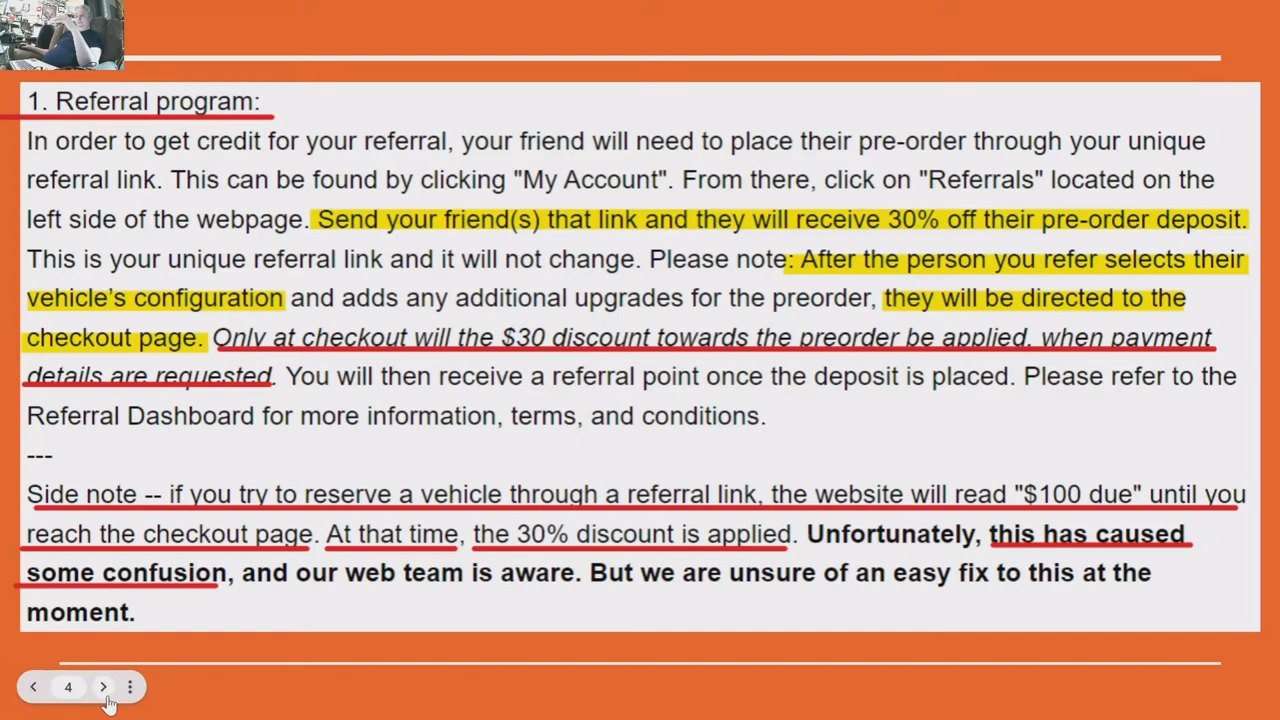 1. Referral program:
In order to get credit for your referral, your friend will need to place their pre-order through your unique
referral link. This can be found by clicking "My Account". From there, click on "Referrals" located on the
left side of the webpage. Send your friend(s) that link and they will receive 30% off their pre-order deposit.
This is your unique referral link and it will not change. Please note: After the person you refer selects their
vehicle’s configuration and adds any additional upgrades for the preorder, they will be directed to the
checkout page. Only at checkout will the $30 discount towards the preorder be applied, when payment
details are requested. You will then receive a referral point once the deposit is placed. Please refer to the
Referral Dashboard for more information, terms, and conditions.
---
Side note -- if you try to reserve a vehicle through a referral link, the website will read "$100 due" until you
reach the checkout page. At that time, the 30% discount is applied. Unfortunately, this has caused
some confusion, and our web team is aware. But we are unsure of an easy fix to this at the
moment.
4